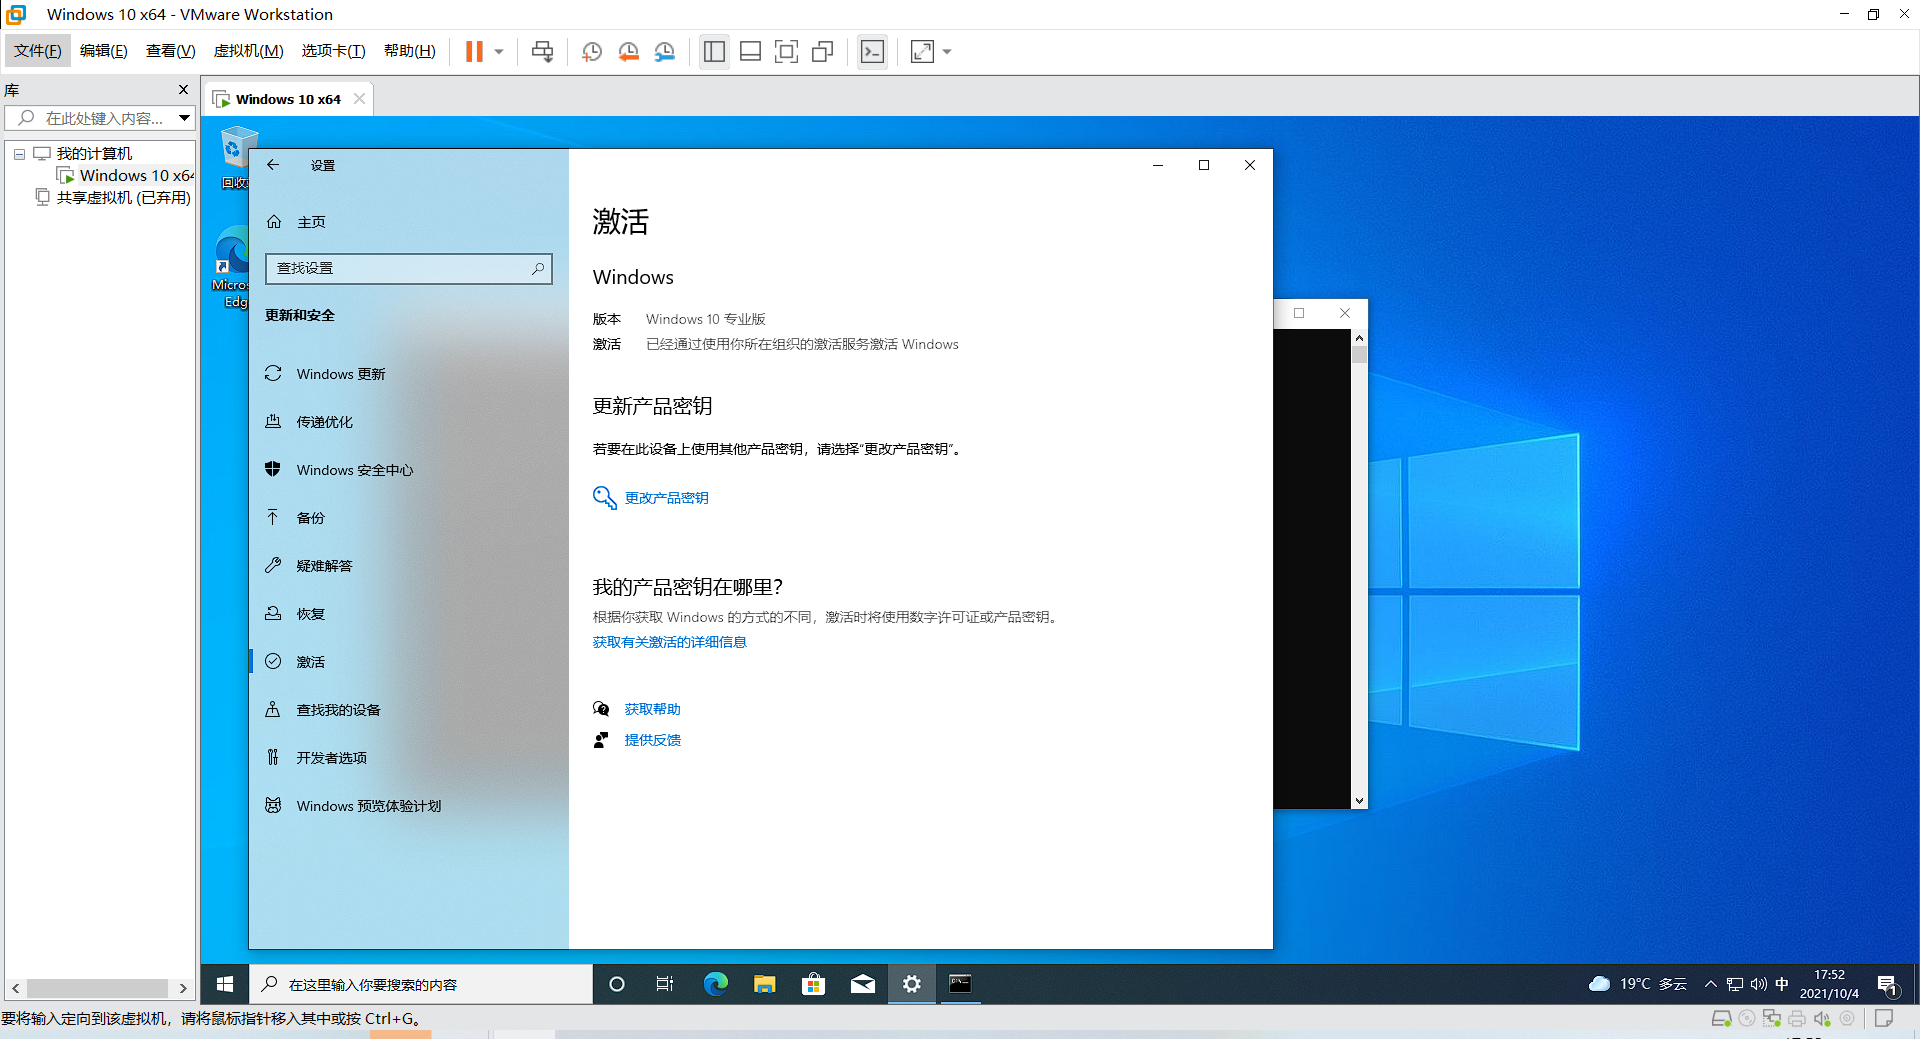 Windows 10 x64 - VMware Workstation
文件(F) 编辑(E) 查看(V) 虚拟机(M) 选项卡(T) 帮助(H)
库
在此处键入内容...
我的计算机
Windows 10 x64
共享虚拟机 (已弃用)
Windows 10 x64
回收
Micros
Edg
设置
主页
查找设置
更新和安全
Windows 更新
传递优化
Windows 安全中心
备份
疑难解答
恢复
激活
查找我的设备
开发者选项
Windows 预览体验计划
激活
Windows
版本 Windows 10 专业版
激活 已经通过使用你所在组织的激活服务激活 Windows
更新产品密钥
若要在此设备上使用其他产品密钥，请选择“更改产品密钥”。
更改产品密钥
我的产品密钥在哪里?
根据你获取 Windows 的方式的不同，激活时将使用数字许可证或产品密钥。
获取有关激活的详细信息
获取帮助
提供反馈
在这里输入你要搜索的内容
19°C 多云
中
17:52
2021/10/4
1
要将输入定向到该虚拟机，请将鼠标指针移入其中或按 Ctrl+G。